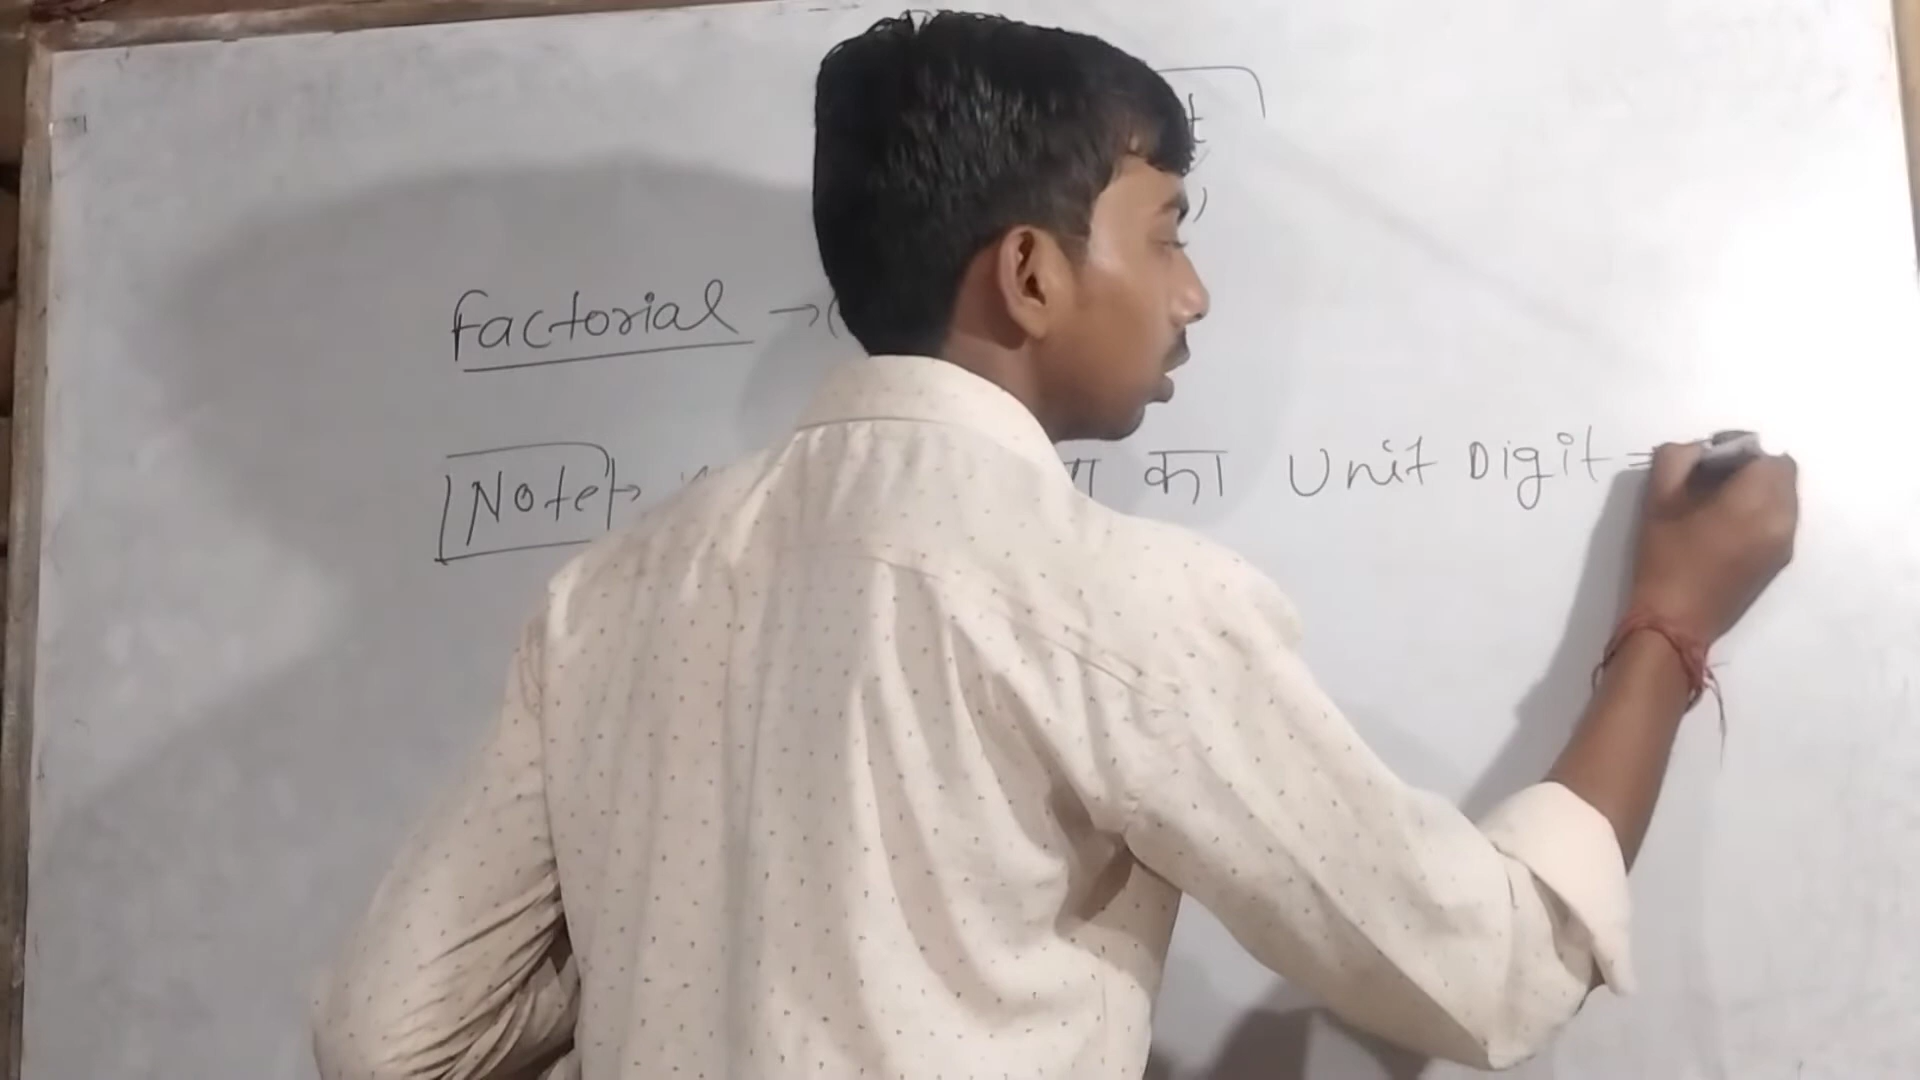 factorial →(
Note → का Unit Digit =